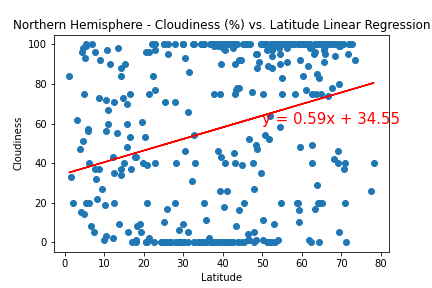 Northern Hemisphere - Cloudiness (%) vs. Latitude Linear Regression
100
80
60
40
20
0
Cloudiness
y = 0.59x + 34.55
0 10 20 30 40 50 60 70 80
Latitude